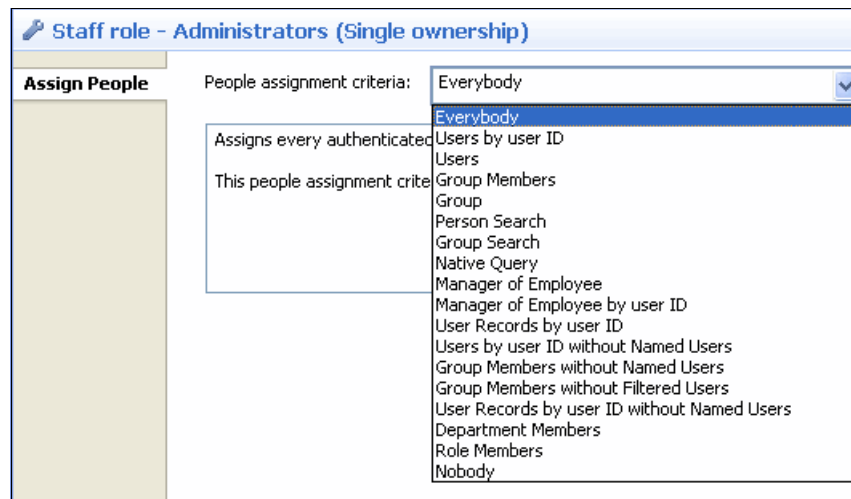 Staff role - Administrators (Single ownership)
Assign People
People assignment criteria:
Everybody
Assigns every authenticated
This people assignment crite
Everybody
Users by user ID
Users
Group Members
Group
Person Search
Group Search
Native Query
Manager of Employee
Manager of Employee by user ID
User Records by user ID
Users by user ID without Named Users
Group Members without Named Users
Group Members without Filtered Users
User Records by user ID without Named Users
Department Members
Role Members
Nobody